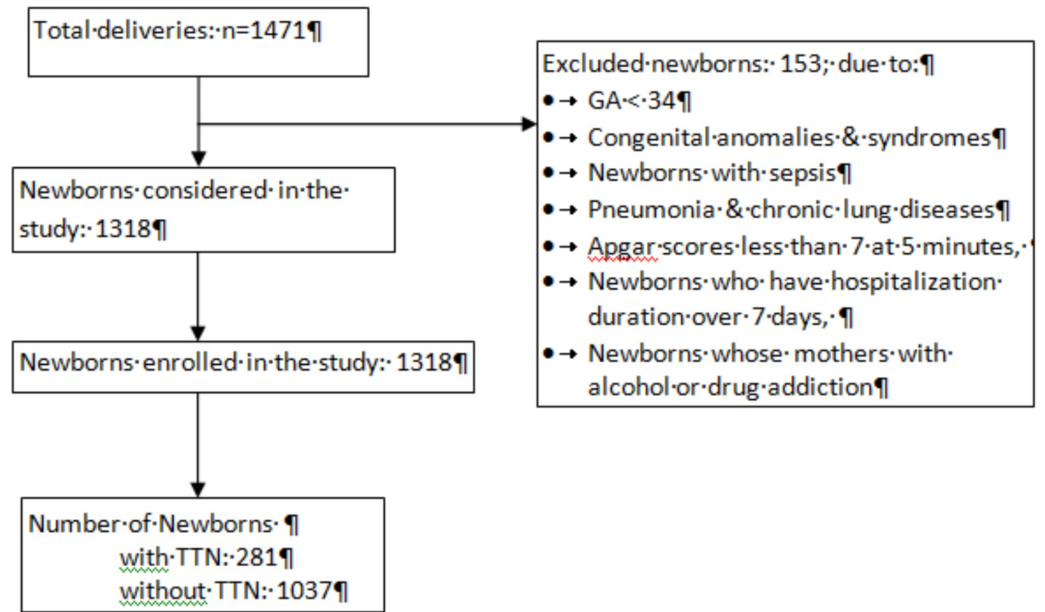 Total·deliveries:·n=1471¶
Excluded·newborns:·153;·due·to:¶
●→ GA·<·34¶
●→ Congenital·anomalies·&·syndromes¶
●→ Newborns·with·sepsis¶
●→ Pneumonia·&·chronic·lung·diseases¶
●→ Apgar·scores·less·than·7·at·5·minutes,·
●→ Newborns·who·have·hospitalization·
duration·over·7·days,·¶
●→ Newborns·whose·mothers·with·
alcohol·or·drug·addiction¶
Newborns·considered·in·the·
study:·1318¶
Newborns·enrolled·in·the·study:·1318¶
Number·of·Newborns·¶
with·TTN:·281¶
without·TTN:·1037¶